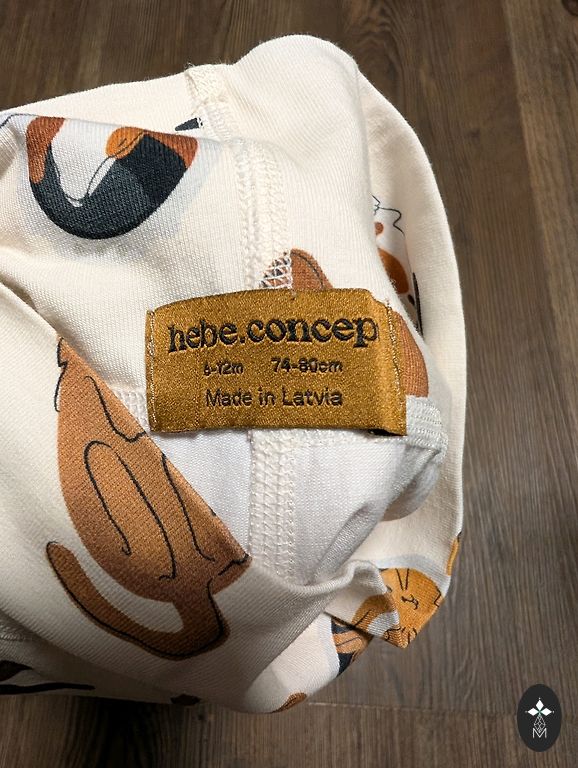 hebe.concep
6-12m 74-80cm
Made in Latvia
M